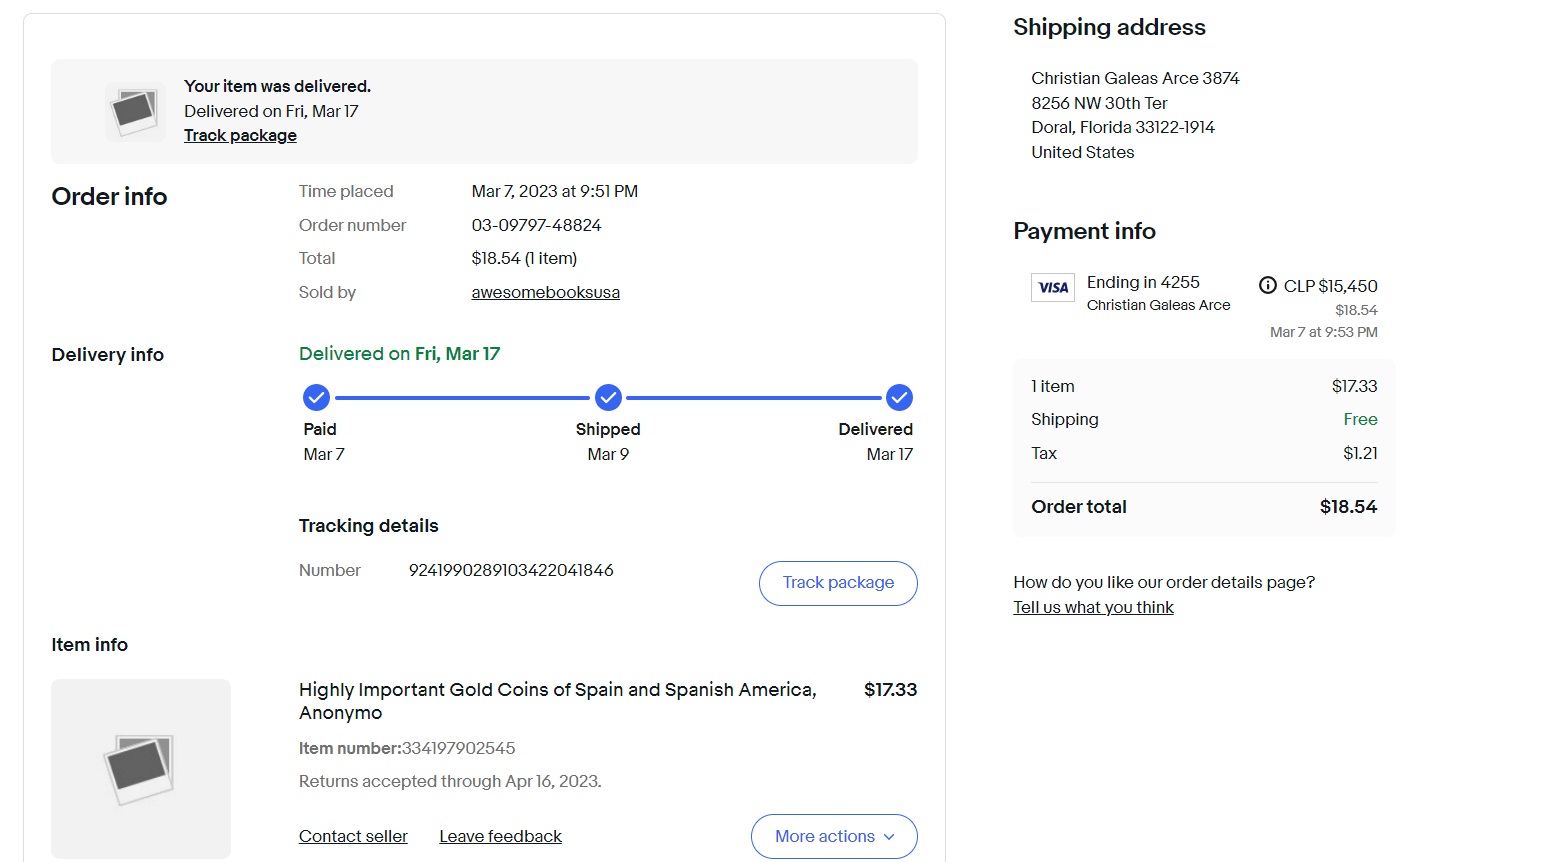 Your item was delivered.
Delivered on Fri, Mar 17
Track package
Order info
Time placed Mar 7, 2023 at 9:51 PM
Order number 03-09797-48824
Total $18.54 (1 item)
Sold by awesomebooksusa
Delivery info
Delivered on Fri, Mar 17
Paid Shipped Delivered
Mar 7 Mar 9 Mar 17
Tracking details
Number 9241990289103422041846
Track package
Item info
Highly Important Gold Coins of Spain and Spanish America, $17.33
Anonymo
Item number:334197902545
Returns accepted through Apr 16, 2023.
Contact seller Leave feedback More actions
Shipping address
Christian Galeas Arce 3874
8256 NW 30th Ter
Doral, Florida 33122-1914
United States
Payment info
VISA Ending in 4255 CLP $15,450
Christian Galeas Arce $18.54
Mar 7 at 9:53 PM
1 item $17.33
Shipping Free
Tax $1.21
Order total $18.54
How do you like our order details page?
Tell us what you think